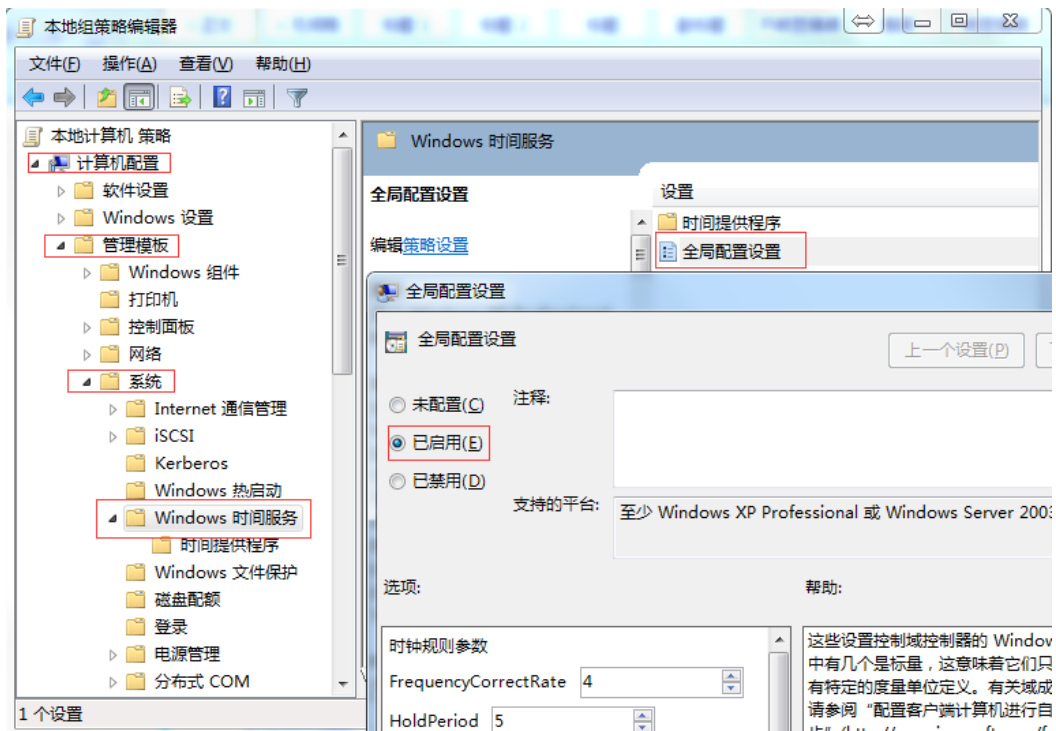 本地组策略编辑器
文件(F) 操作(A) 查看(V) 帮助(H)
本地计算机 策略
计算机配置
软件设置
Windows 设置
管理模板
Windows 组件
打印机
控制面板
网络
系统
Internet 通信管理
iSCSI
Kerberos
Windows 热启动
Windows 时间服务
时间提供程序
Windows 文件保护
磁盘配额
登录
电源管理
分布式 COM
1 个设置
Windows 时间服务
全局配置设置
编辑策略设置
设置
时间提供程序
全局配置设置
全局配置设置
全局配置设置
上一个设置(P)
未配置(C)
已启用(E)
已禁用(D)
注释:
支持的平台:
至少 Windows XP Professional 或 Windows Server 2003
选项:
帮助:
时钟规则参数
FrequencyCorrectRate 4
HoldPeriod 5
这些设置控制域控制器的 Window
中有几个是标量，这意味着它们只
有特定的度量单位定义。有关域成
请参阅“配置客户端计算机进行自